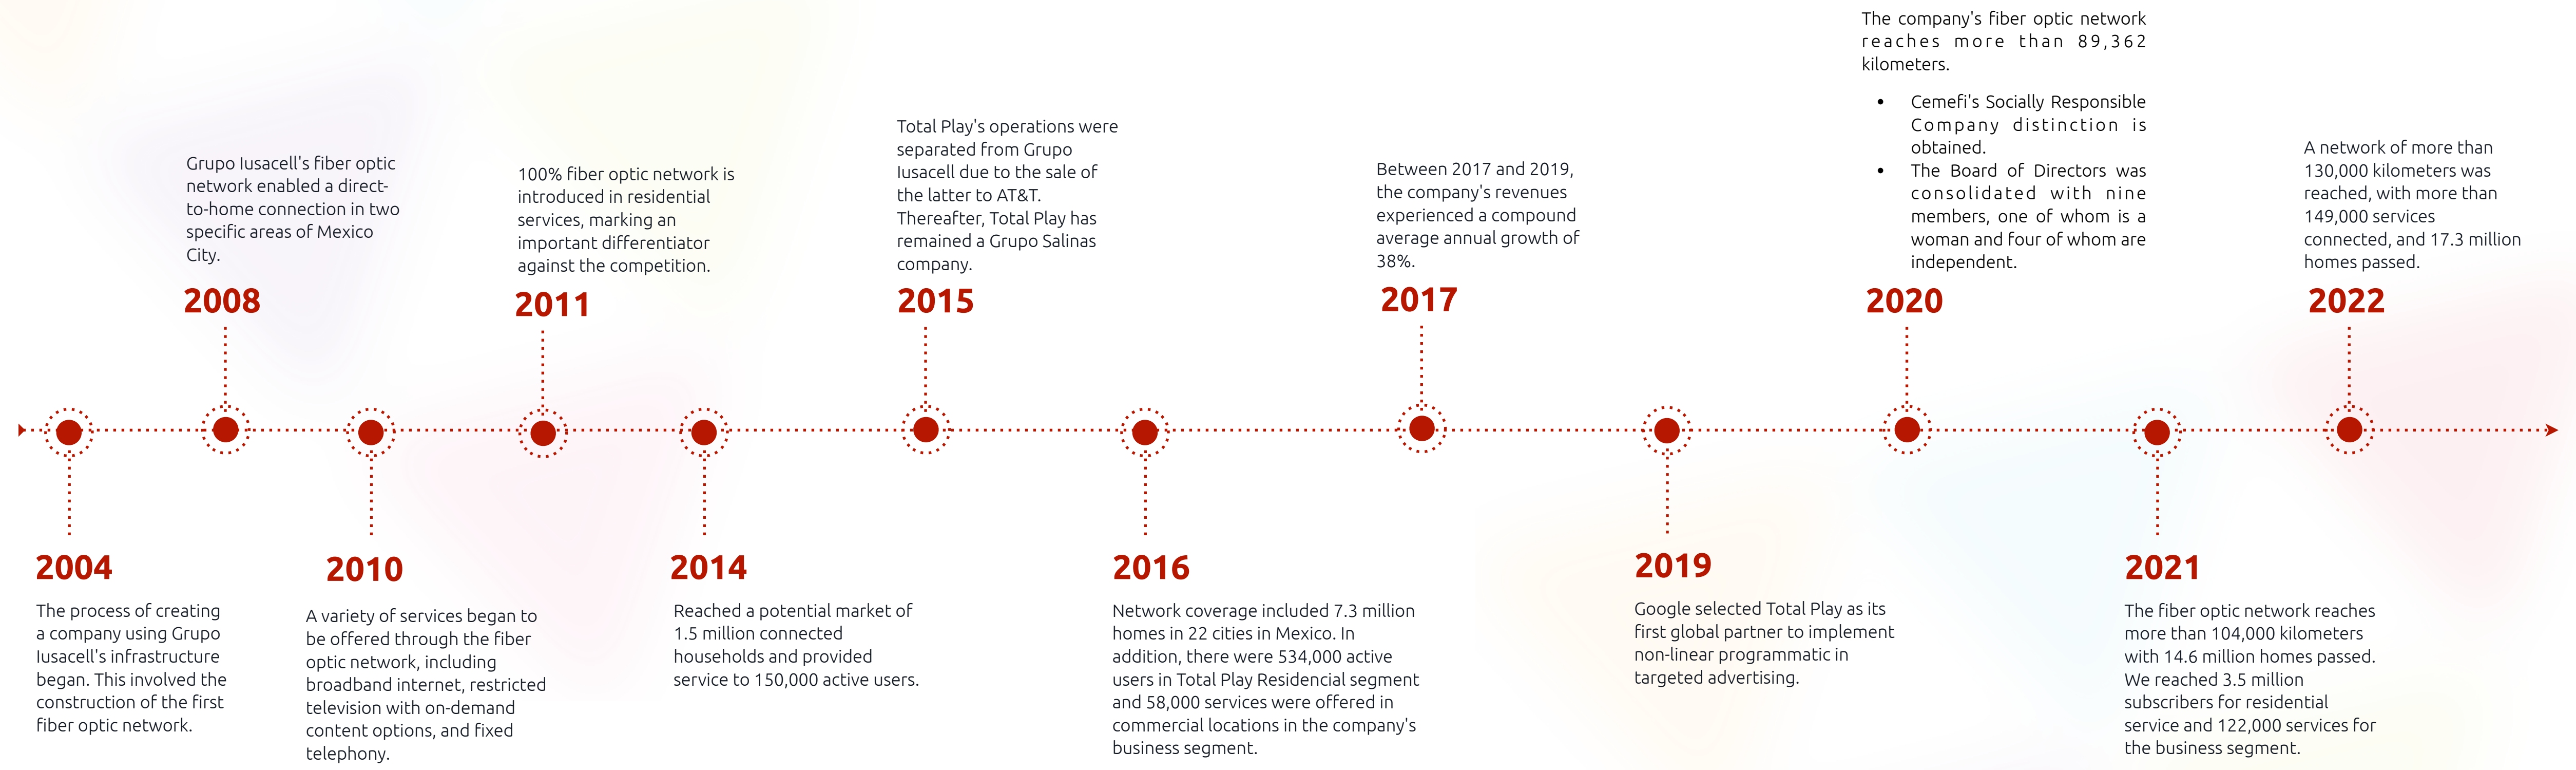 The process of creating
a company using Grupo
Iusacell's infrastructure
began. This involved the
construction of the first
fiber optic network.
2004
Grupo Iusacell's fiber optic
network enabled a direct-
to-home connection in two
specific areas of Mexico
City.
2008
2010
A variety of services began to
be offered through the fiber
optic network, including
broadband internet, restricted
television with on-demand
content options, and fixed
telephony.
100% fiber optic network is
introduced in residential
services, marking an
important differentiator
against the competition.
2011
2014
Reached a potential market of
1.5 million connected
households and provided
service to 150,000 active users.
Total Play's operations were
separated from Grupo
Iusacell due to the sale of
the latter to AT&T.
Thereafter, Total Play has
remained a Grupo Salinas
company.
2015
2016
Network coverage included 7.3 million
homes in 22 cities in Mexico. In
addition, there were 534,000 active
users in Total Play Residencial segment
and 58,000 services were offered in
commercial locations in the company's
business segment.
Between 2017 and 2019,
the company's revenues
experienced a compound
average annual growth of
38%.
2017
2019
Google selected Total Play as its
first global partner to implement
non-linear programmatic in
targeted advertising.
The company's fiber optic network
reaches more than 89,362
kilometers.
• Cemefi's Socially Responsible
Company distinction is
obtained.
• The Board of Directors was
consolidated with nine
members, one of whom is a
woman and four of whom are
independent.
2020
2021
The fiber optic network reaches
more than 104,000 kilometers
with 14.6 million homes passed.
We reached 3.5 million
subscribers for residential
service and 122,000 services for
the business segment.
A network of more than
130,000 kilometers was
reached, with more than
149,000 services
connected, and 17.3 million
homes passed.
2022